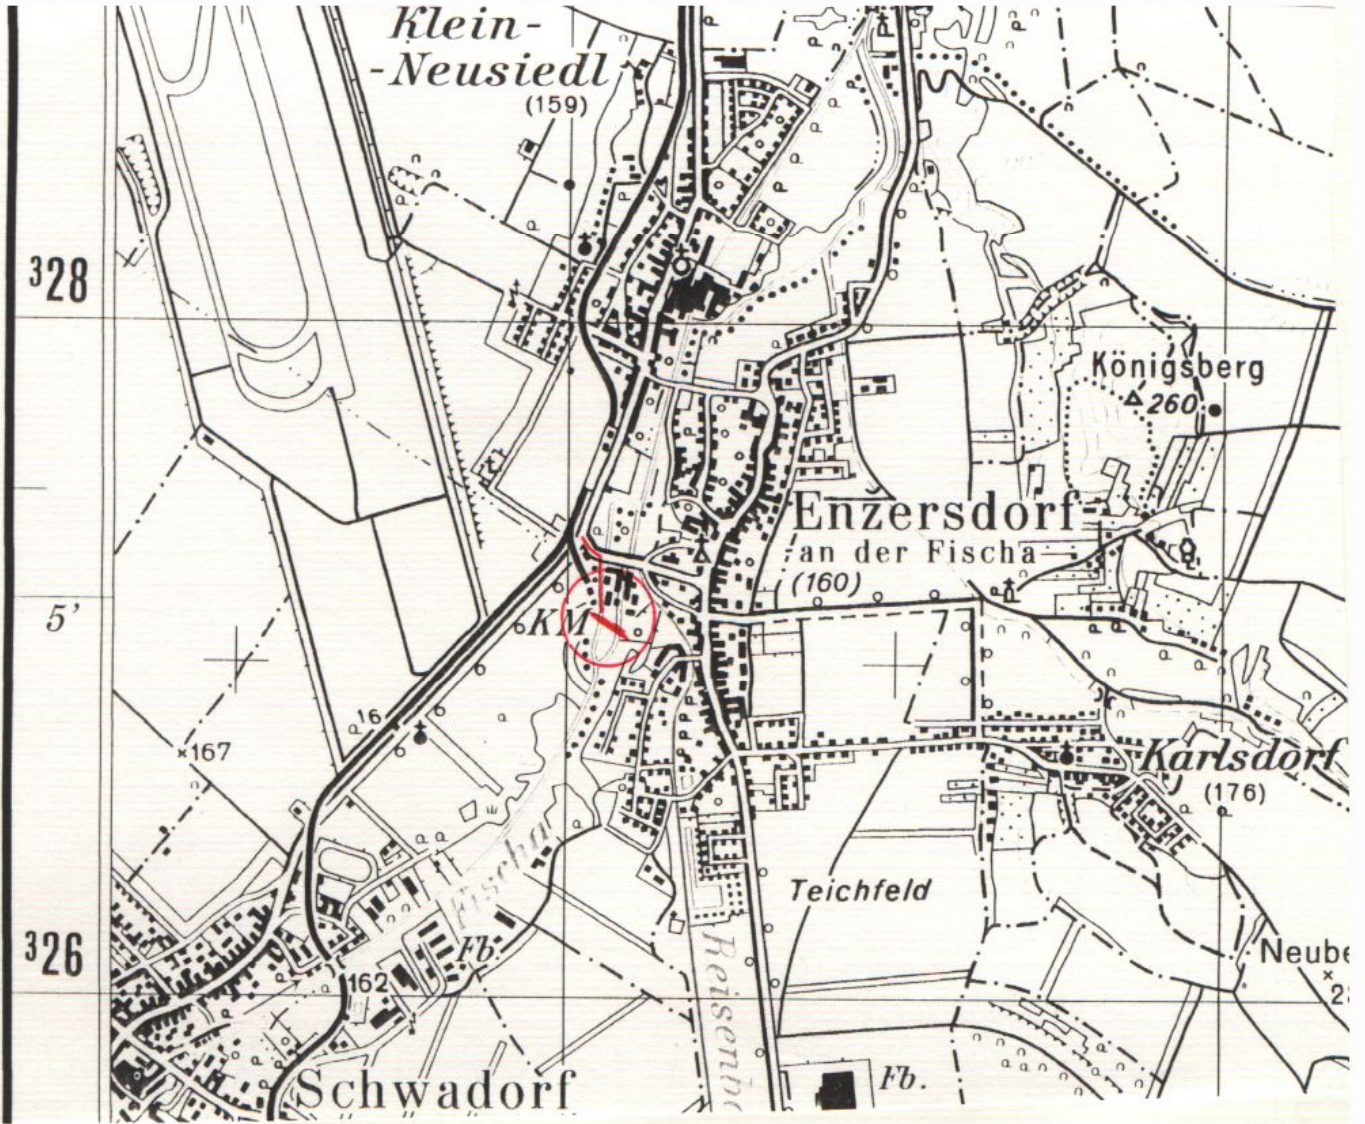 Klein-
-Neusiedl
(159)
328
Königsberg
260
Enzersdorf
an der Fischa
(160)
5'
KM
16
167
Karlsdorf
(176)
Fischa
Teichfeld
326
Fb.
Neube
162
Reisenb
Schwadorf
Fb.